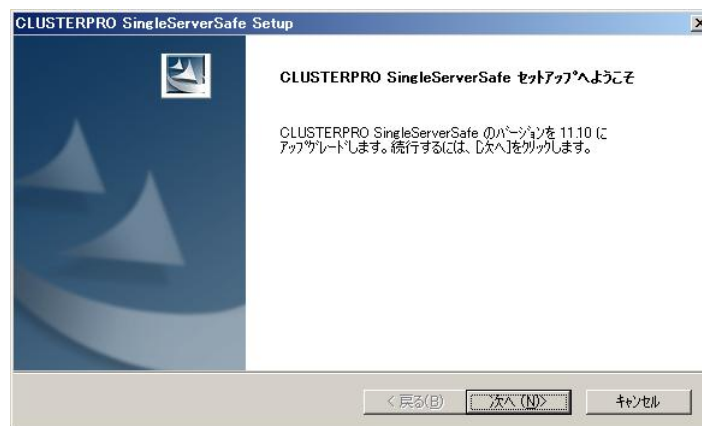 CLUSTERPRO SingleServerSafe Setup
CLUSTERPRO SingleServerSafe セットアップへようこそ
CLUSTERPRO SingleServerSafe のバージョンを 11.10 に
アップグレードします。続行するには、[次へ]をクリックします。
< 戻る(B)
次へ (N)>
キャンセル